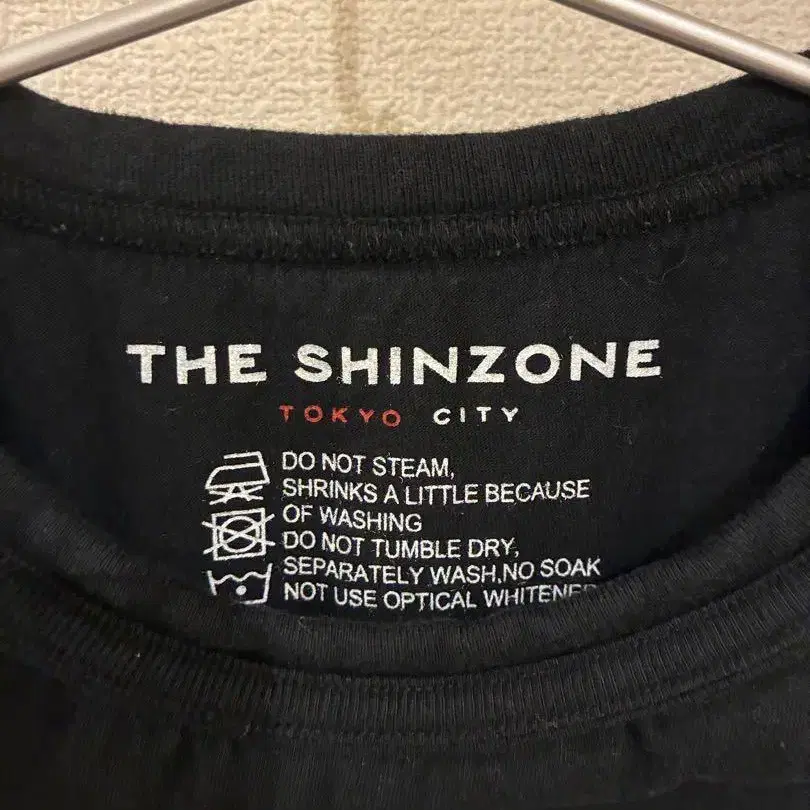 THE SHINZONE
TOKYO CITY
DO NOT STEAM,
SHRINKS A LITTLE BECAUSE
OF WASHING
DO NOT TUMBLE DRY,
SEPARATELY WASH,NO SOAK
NOT USE OPTICAL